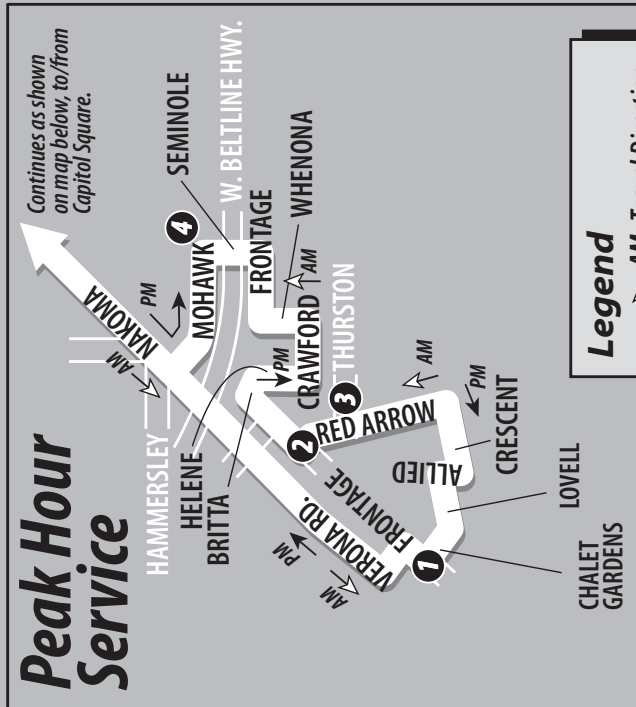 Peak Hour
Service
Continues as shown
on map below, to/from
Capitol Square.
PM
NAKOMA
AM
HAMMERSLEY
MOHAWK
4
SEMINOLE
W. BELTLINE HWY.
FRONTAGE
WHENONA
AM
HELENE
BRITTA
PM
CRAWFORD
THURSTON
2
3
RED ARROW
AM
PM
VERONA RD.
PM
AM
FRONTAGE
ALLIED
CRESCENT
1
LOVELL
CHALET
GARDENS
Legend
AM Travel Direction